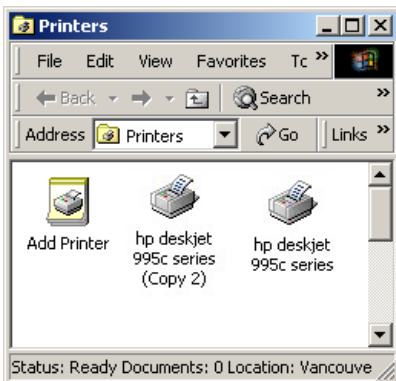 Printers
File Edit View Favorites Tc »
Back Search »
Address Printers Go Links »
Add Printer
hp deskjet
995c series
(Copy 2)
hp deskjet
995c series
Status: Ready Documents: 0 Location: Vancouve